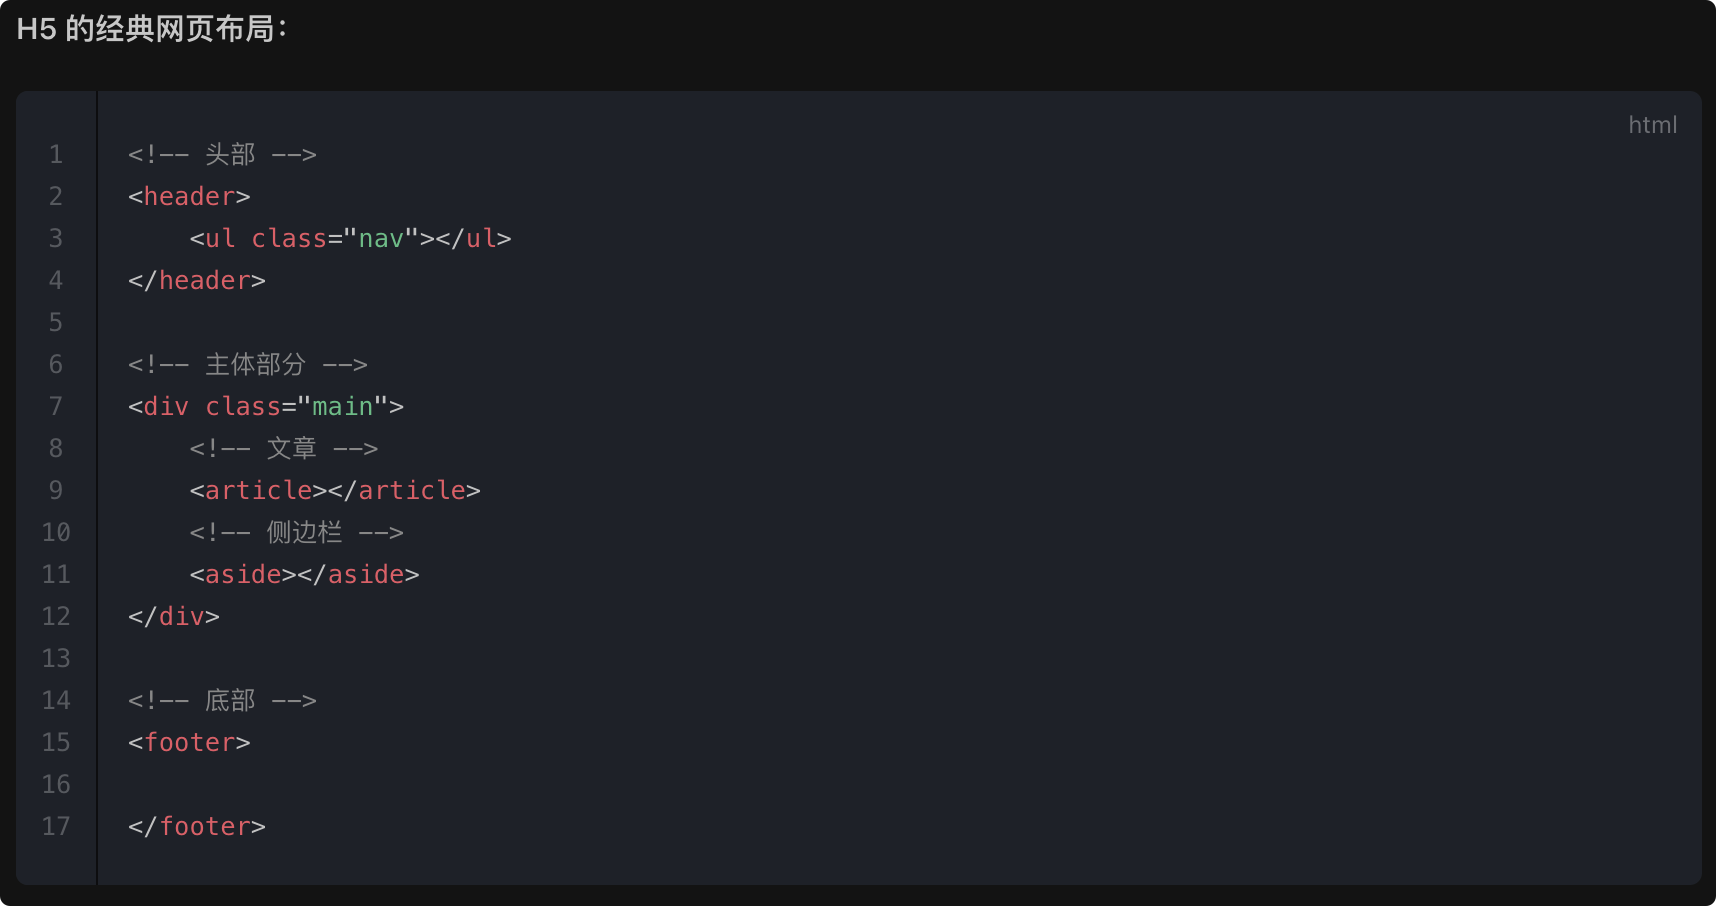 H5 的经典网页布局：
html
1 <!-- 头部 -->
2 <header>
3     <ul class="nav"></ul>
4 </header>
5
6 <!-- 主体部分 -->
7 <div class="main">
8     <!-- 文章 -->
9     <article></article>
10     <!-- 侧边栏 -->
11     <aside></aside>
12 </div>
13
14 <!-- 底部 -->
15 <footer>
16
17 </footer>